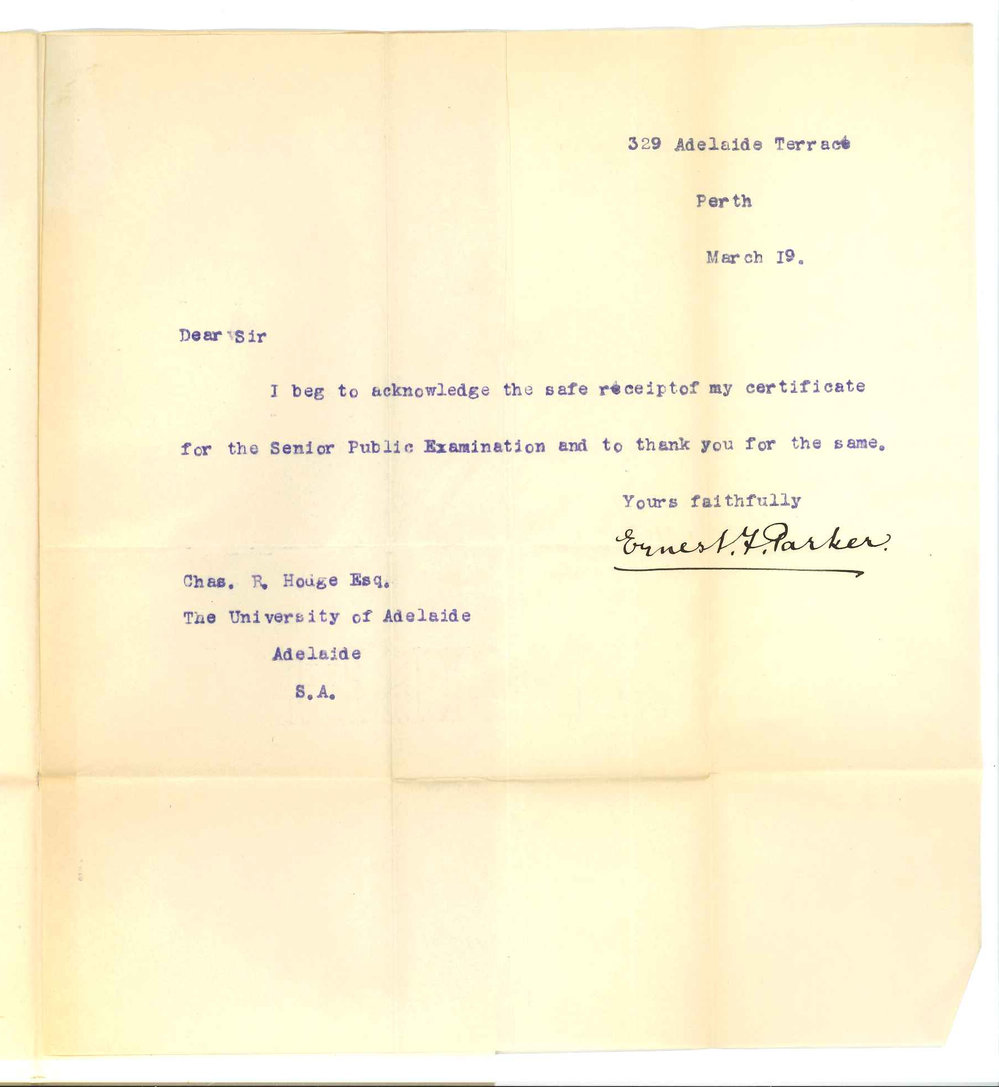 329 Adelaide Terrace
Perth
March I9.
Dear Sir
I beg to acknowledge the safe receiptof my certificate
for the Senior Public Examination and to thank you for the same.
Yours faithfully
Ernest. F. Parker.
Chas. R. Hodge Esq.
The University of Adelaide
Adelaide
S.A.